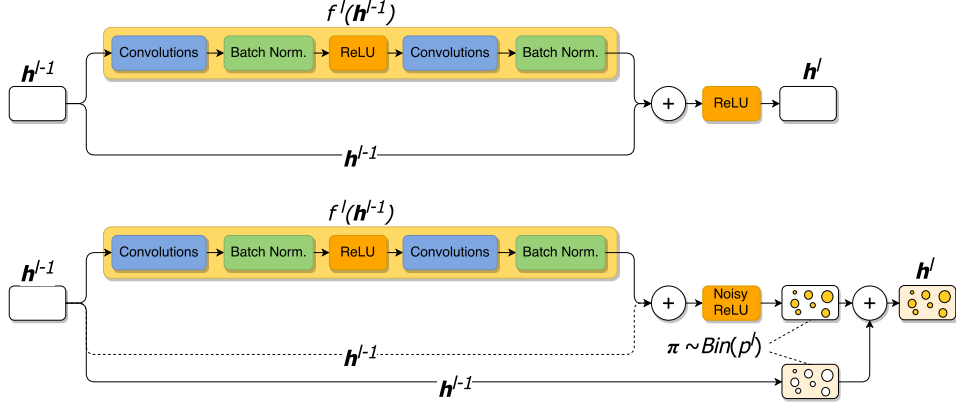 f^l(h^{l-1})
Convolutions Batch Norm. ReLU Convolutions Batch Norm.
h^{l-1}
h^l
+ ReLU
h^{l-1}
f^l(h^{l-1})
Convolutions Batch Norm. ReLU Convolutions Batch Norm.
h^{l-1}
h^l
+ Noisy ReLU +
π ~Bin(p^l)
h^{l-1}
h^{l-1}